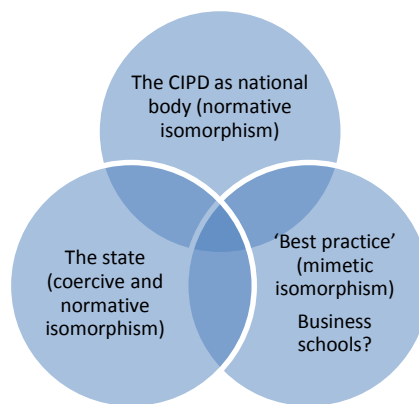 The CIPD as national
body (normative
isomorphism)
The state
(coercive and
normative
isomorphism)
‘Best practice’
(mimetic
isomorphism)
Business
schools?